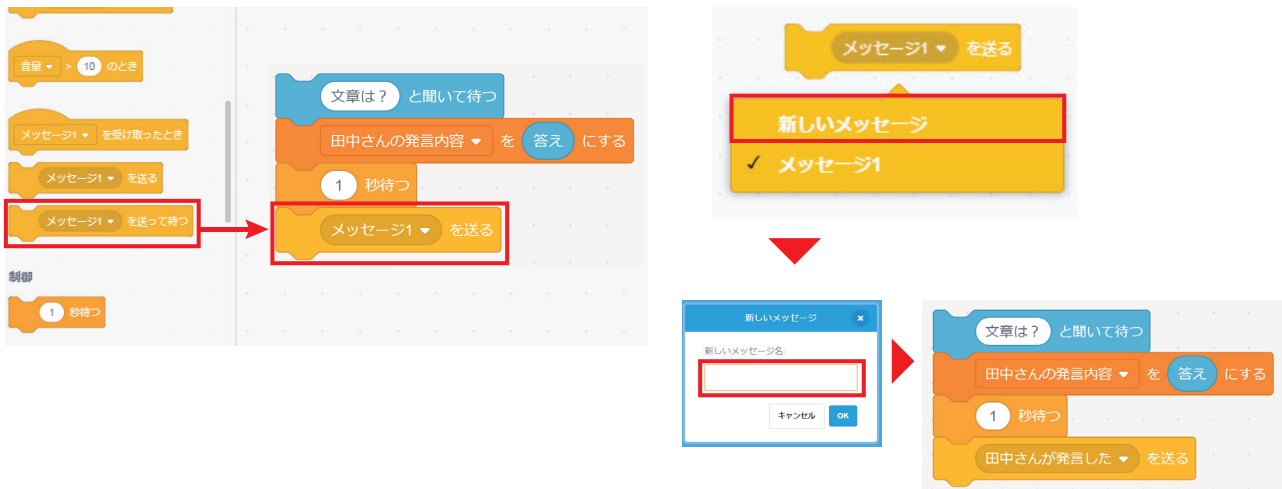 音量 > 10 のとき
メッセージ1 を受け取ったとき
メッセージ1 を送る
メッセージ1 を送って待つ
制御
1 秒待つ
文章は? と聞いて待つ
田中さんの発言内容 を 答え にする
1 秒待つ
メッセージ1 を送る
メッセージ1 を送る
新しいメッセージ
✓ メッセージ1
新しいメッセージ
新しいメッセージ名:
キャンセル OK
文章は? と聞いて待つ
田中さんの発言内容 を 答え にする
1 秒待つ
田中さんが発言した を送る